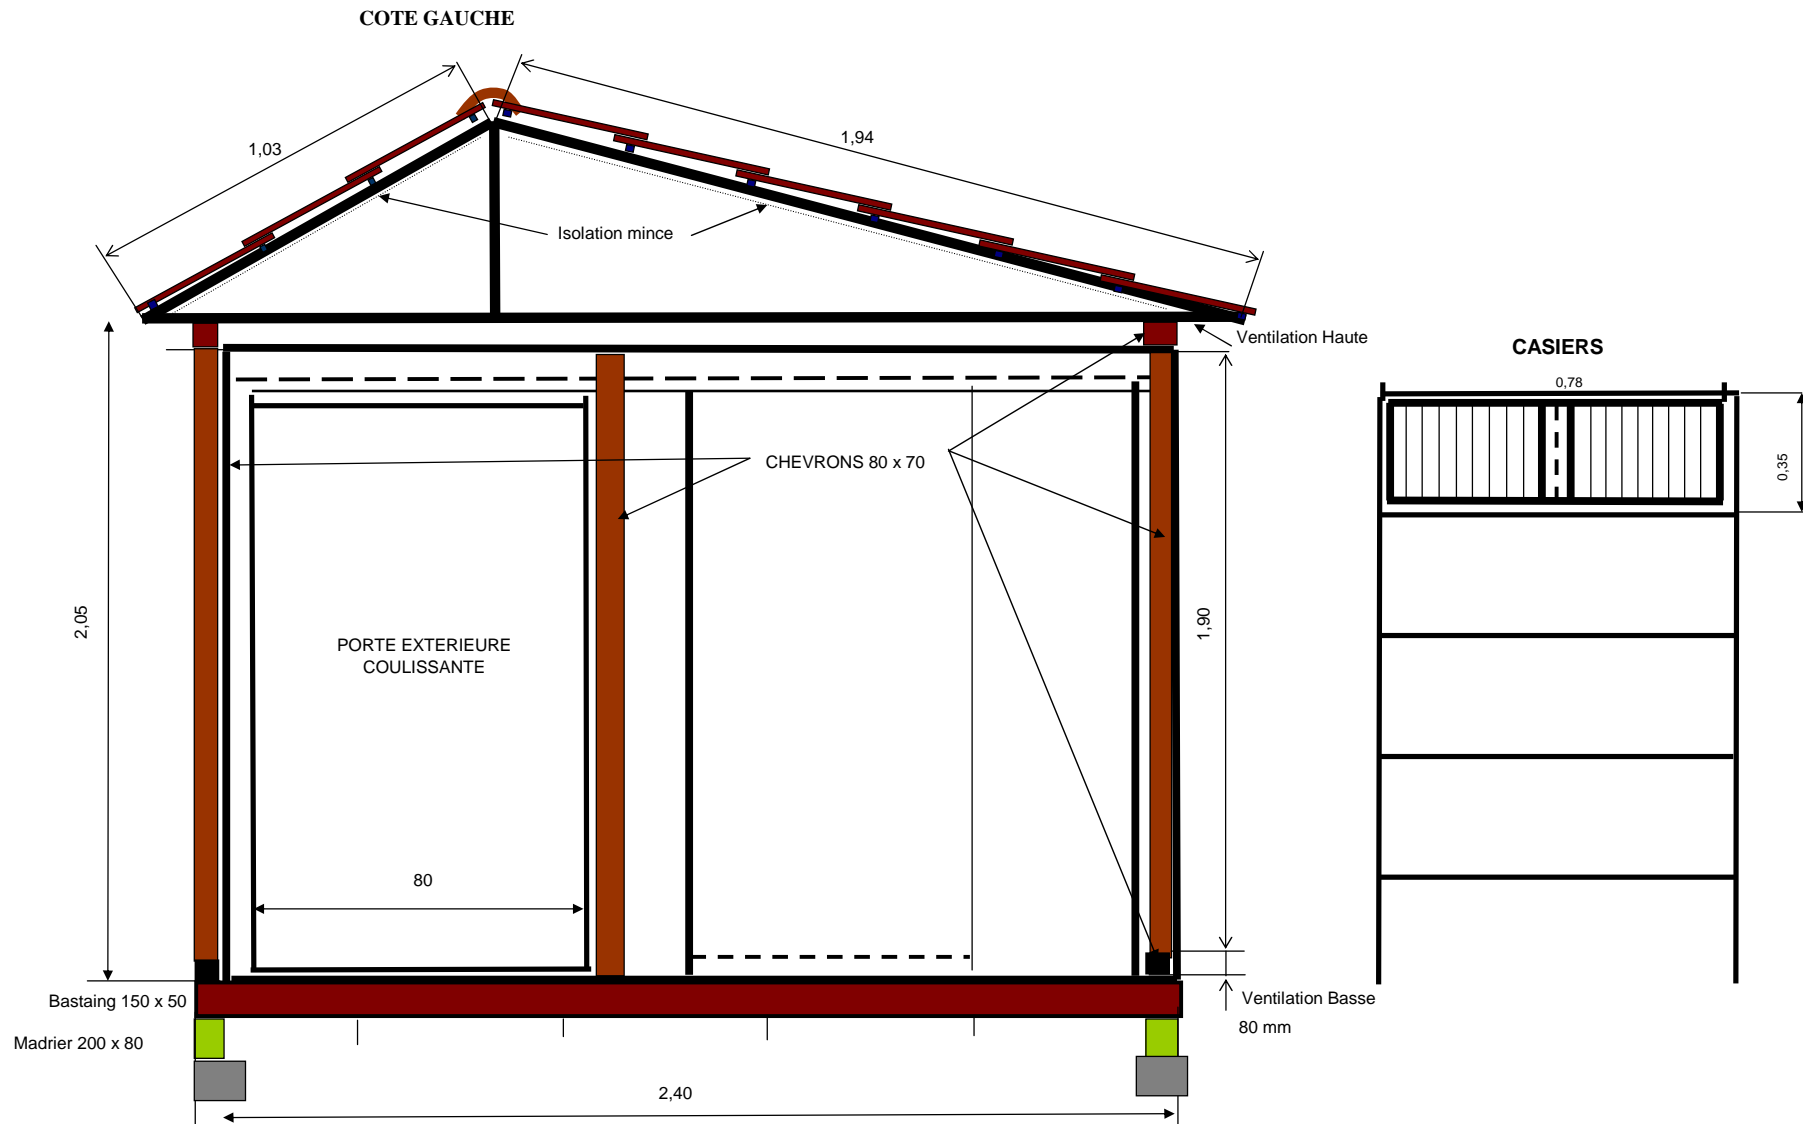 COTE GAUCHE
1,03
1,94
Isolation mince
Ventilation Haute
CASIERS
0,78
0,35
CHEVRONS 80 x 70
2,05
1,90
PORTE EXTERIEURE
COULISSANTE
80
Bastaing 150 x 50
Ventilation Basse
80 mm
Madrier 200 x 80
2,40